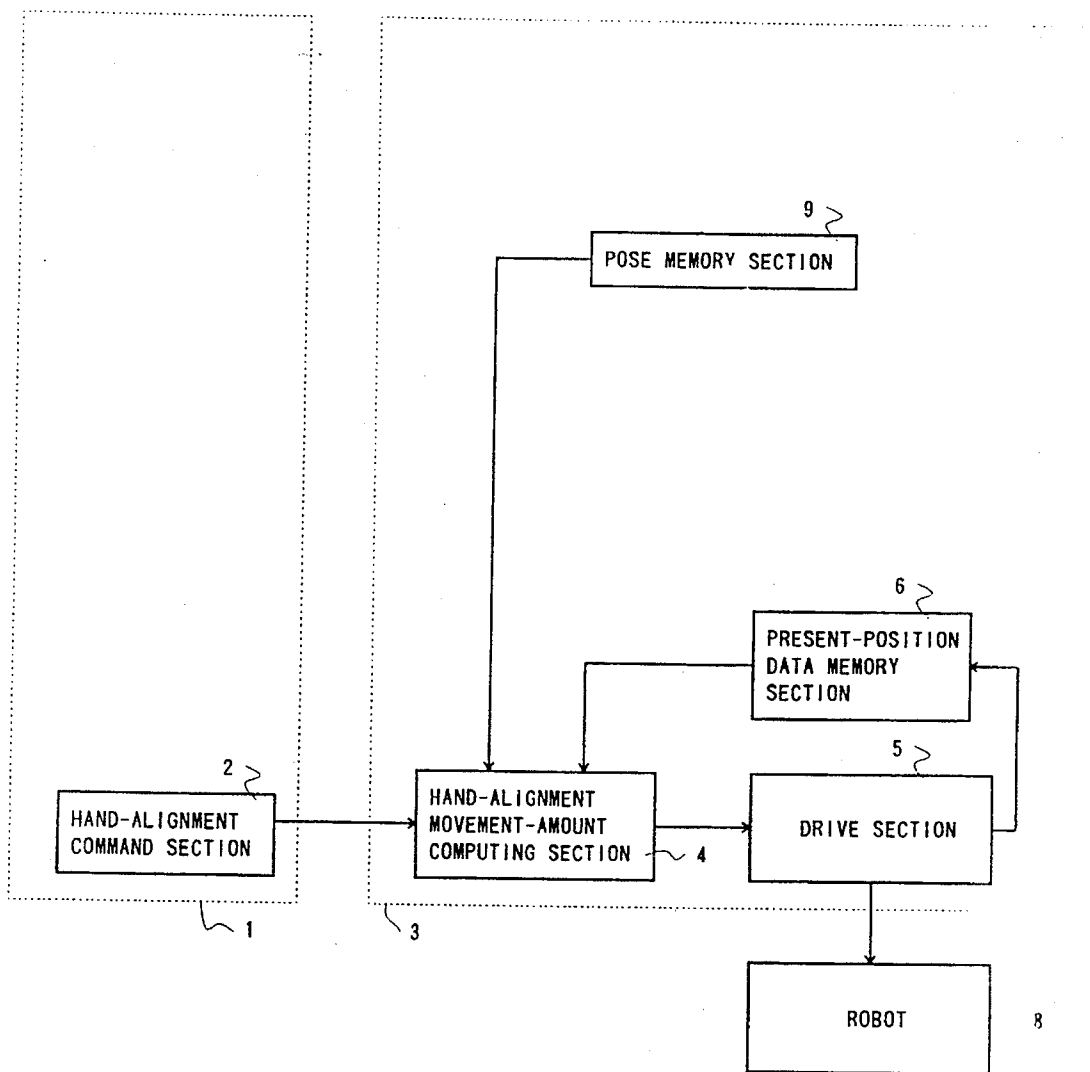 9
POSE MEMORY SECTION
6
PRESENT-POSITION
DATA MEMORY
SECTION
5
2
HAND-ALIGNMENT
COMMAND SECTION
HAND-ALIGNMENT
MOVEMENT-AMOUNT
COMPUTING SECTION
4
DRIVE SECTION
1
3
ROBOT
8